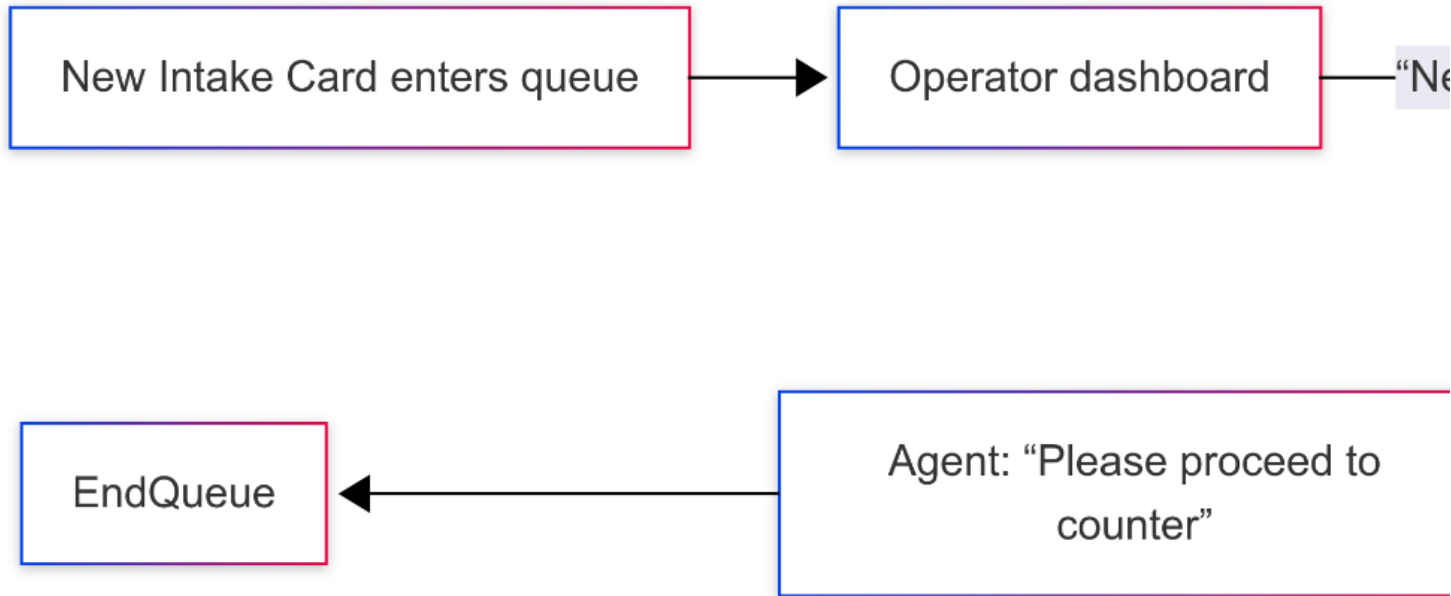 New Intake Card enters queue
Operator dashboard
“Ne
EndQueue
Agent: “Please proceed to
counter”